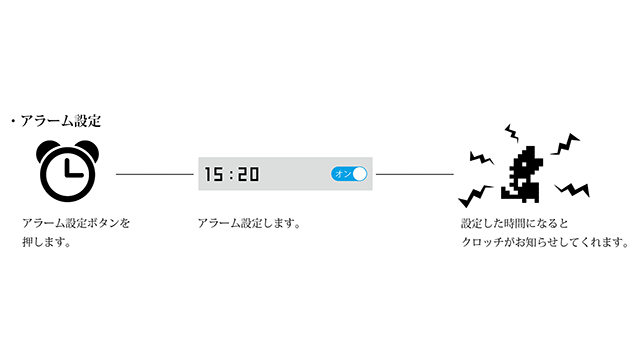 ・アラーム設定
15:20
オン
アラーム設定ボタンを
押します。
アラーム設定します。
設定した時間になると
クロッチがお知らせしてくれます。